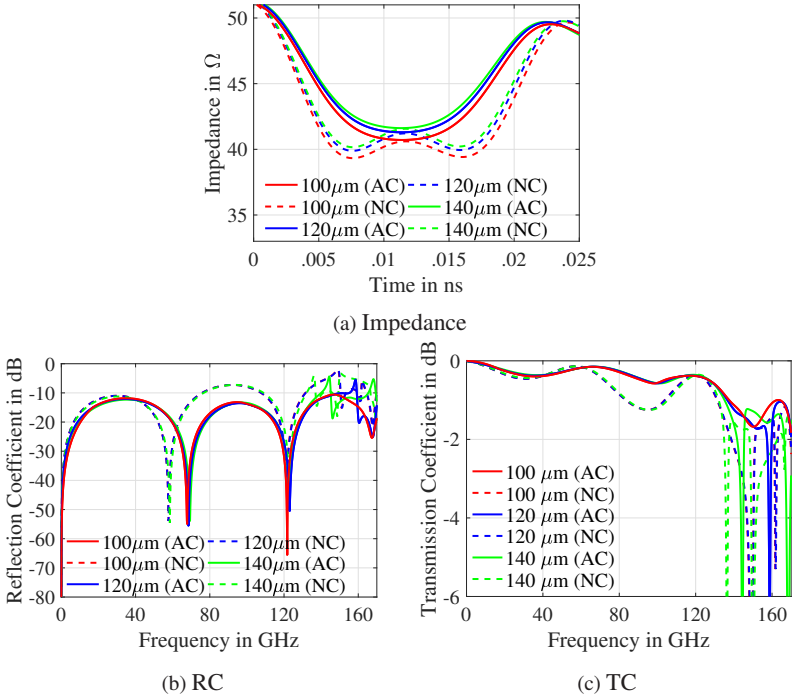 50
45
40
35
Impedance in Ω
100μm (AC)
100μm (NC)
120μm (AC)
120μm (NC)
140μm (AC)
140μm (NC)
0 .005 .01 .015 .02 .025
Time in ns
(a) Impedance
0
-10
-20
-30
-40
-50
-60
-70
-80
Reflection Coefficient in dB
100μm (AC)
100μm (NC)
120μm (AC)
120μm (NC)
140μm (AC)
140μm (NC)
0 40 80 120 160
Frequency in GHz
(b) RC
0
-2
-4
-6
Transmission Coefficient in dB
100 μm (AC)
100 μm (NC)
120 μm (AC)
120 μm (NC)
140 μm (AC)
140 μm (NC)
0 40 80 120 160
Frequency in GHz
(c) TC